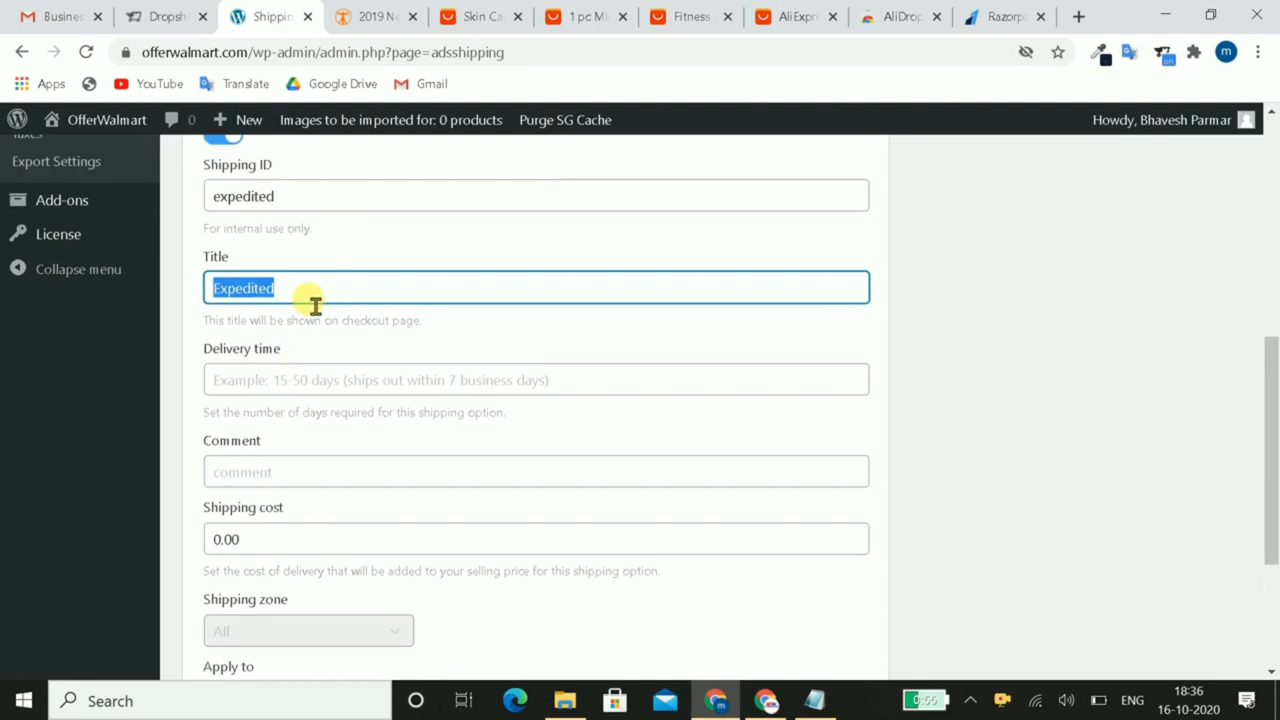 Busines
Dropshi
Shippin
2019 Ne
Skin Ca
1 pc Mi
Fitness
AliExpre
AliDrop
Razorpa
offerwalmart.com/wp-admin/admin.php?page=adsshipping
m
on
Apps
YouTube
Translate
Google Drive
Gmail
OfferWalmart
0
New
Images to be imported for: 0 products
Purge SG Cache
Howdy, Bhavesh Parmar
Taxes
Export Settings
Add-ons
License
Collapse menu
Shipping ID
expedited
For internal use only.
Title
Expedited
This title will be shown on checkout page.
Delivery time
Example: 15-50 days (ships out within 7 business days)
Set the number of days required for this shipping option.
Comment
comment
Shipping cost
0.00
Set the cost of delivery that will be added to your selling price for this shipping option.
Shipping zone
All
Apply to
Search
m
0:55
ENG
18:36
16-10-2020